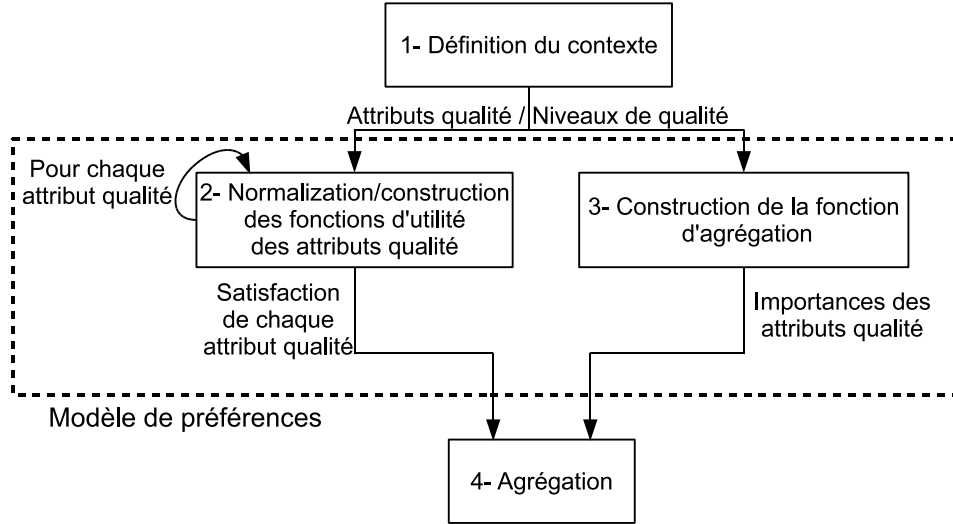 1- Définition du contexte
Attributs qualité / Niveaux de qualité
Pour chaque
attribut qualité
2- Normalization/construction
des fonctions d'utilité
des attributs qualité
3- Construction de la fonction
d'agrégation
Satisfaction
de chaque
attribut qualité
Importances des
attributs qualité
Modèle de préférences
4- Agrégation